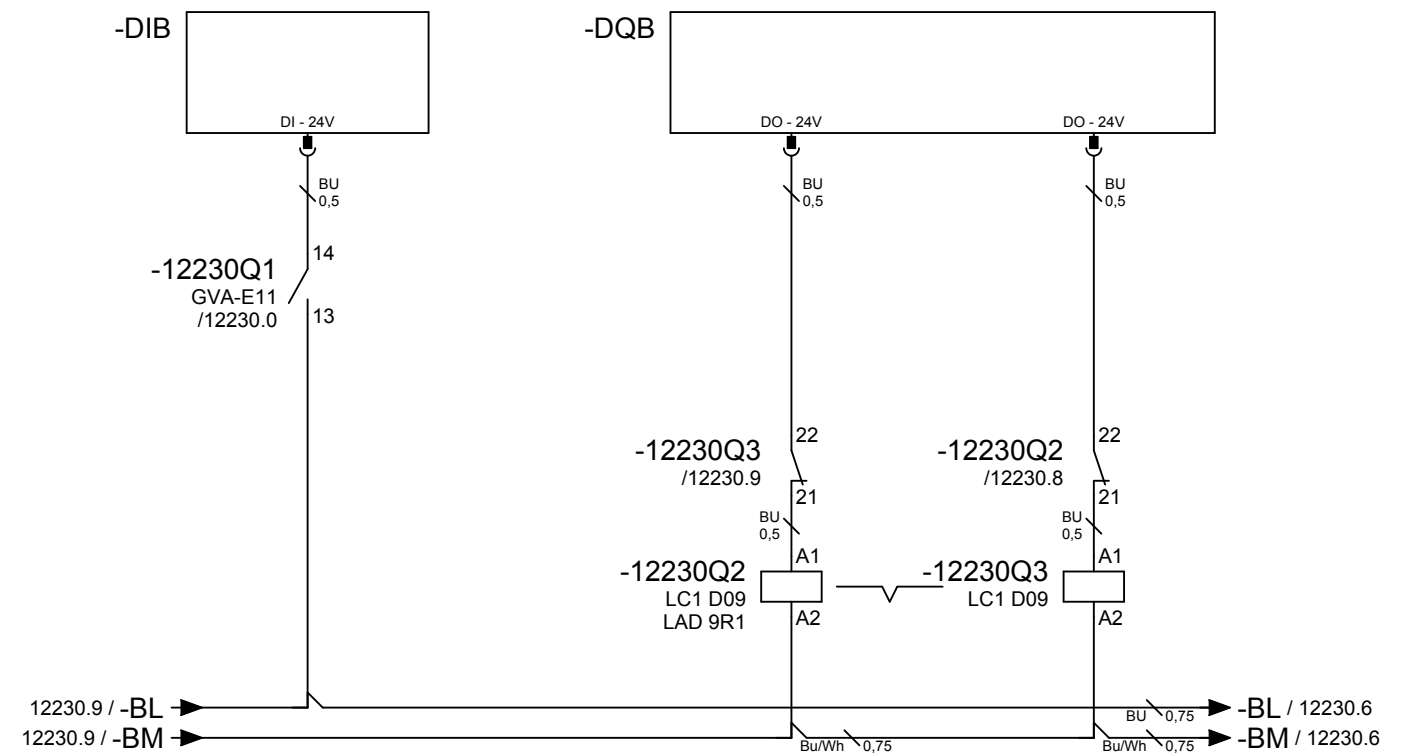 -DIB
-DQB
DI - 24V
DO - 24V
DO - 24V
BU
0,5
BU
0,5
BU
0,5
14
-12230Q1
GVA-E11
/12230.0
13
22
-12230Q3
/12230.9
21
22
-12230Q2
/12230.8
21
BU
0,5
BU
0,5
A1
-12230Q2
LC1 D09
LAD 9R1
A2
A1
-12230Q3
LC1 D09
A2
12230.9 / -BL
BU 0,75
-BL / 12230.6
12230.9 / -BM
Bu/Wh 0,75
Bu/Wh 0,75
-BM / 12230.6